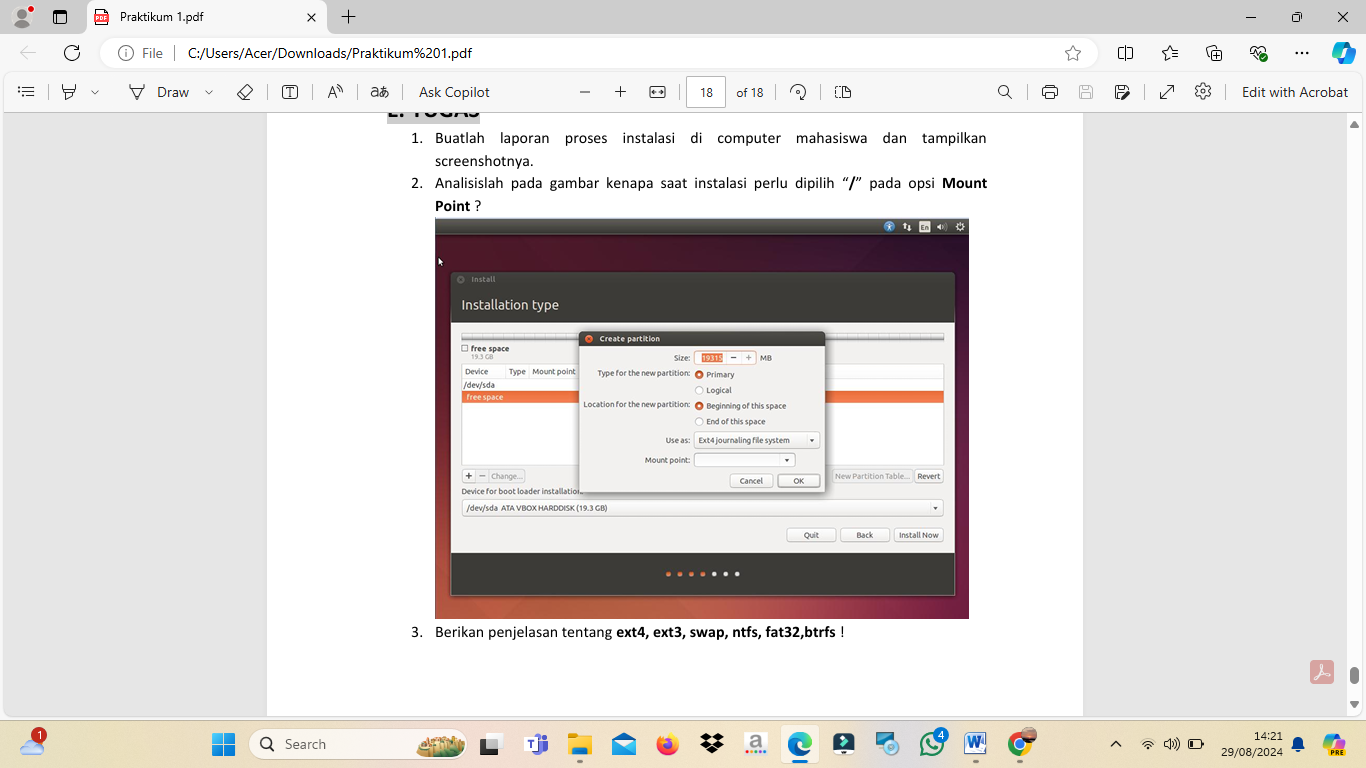 Praktikum 1.pdf
File
C:/Users/Acer/Downloads/Praktikum%201.pdf
Draw
Ask Copilot
18
of 18
Edit with Acrobat
E. TUGAS
1. Buatlah laporan proses instalasi di computer mahasiswa dan tampilkan
screenshotnya.
2. Analisislah pada gambar kenapa saat instalasi perlu dipilih “/” pada opsi Mount
Point ?
En
Install
Installation type
free space
19.3 GB
Device Type Mount point
/dev/sda
free space
Create partition
Size: 19315 MB
Type for the new partition: Primary
Logical
Location for the new partition: Beginning of this space
End of this space
Use as: Ext4 journaling file system
Mount point:
Cancel OK
+ − Change... New Partition Table... Revert
Device for boot loader installation:
/dev/sda ATA VBOX HARDDISK (19.3 GB)
Quit Back Install Now
3. Berikan penjelasan tentang ext4, ext3, swap, ntfs, fat32,btrfs !
1
Search
4
14:21
29/08/2024
PRE